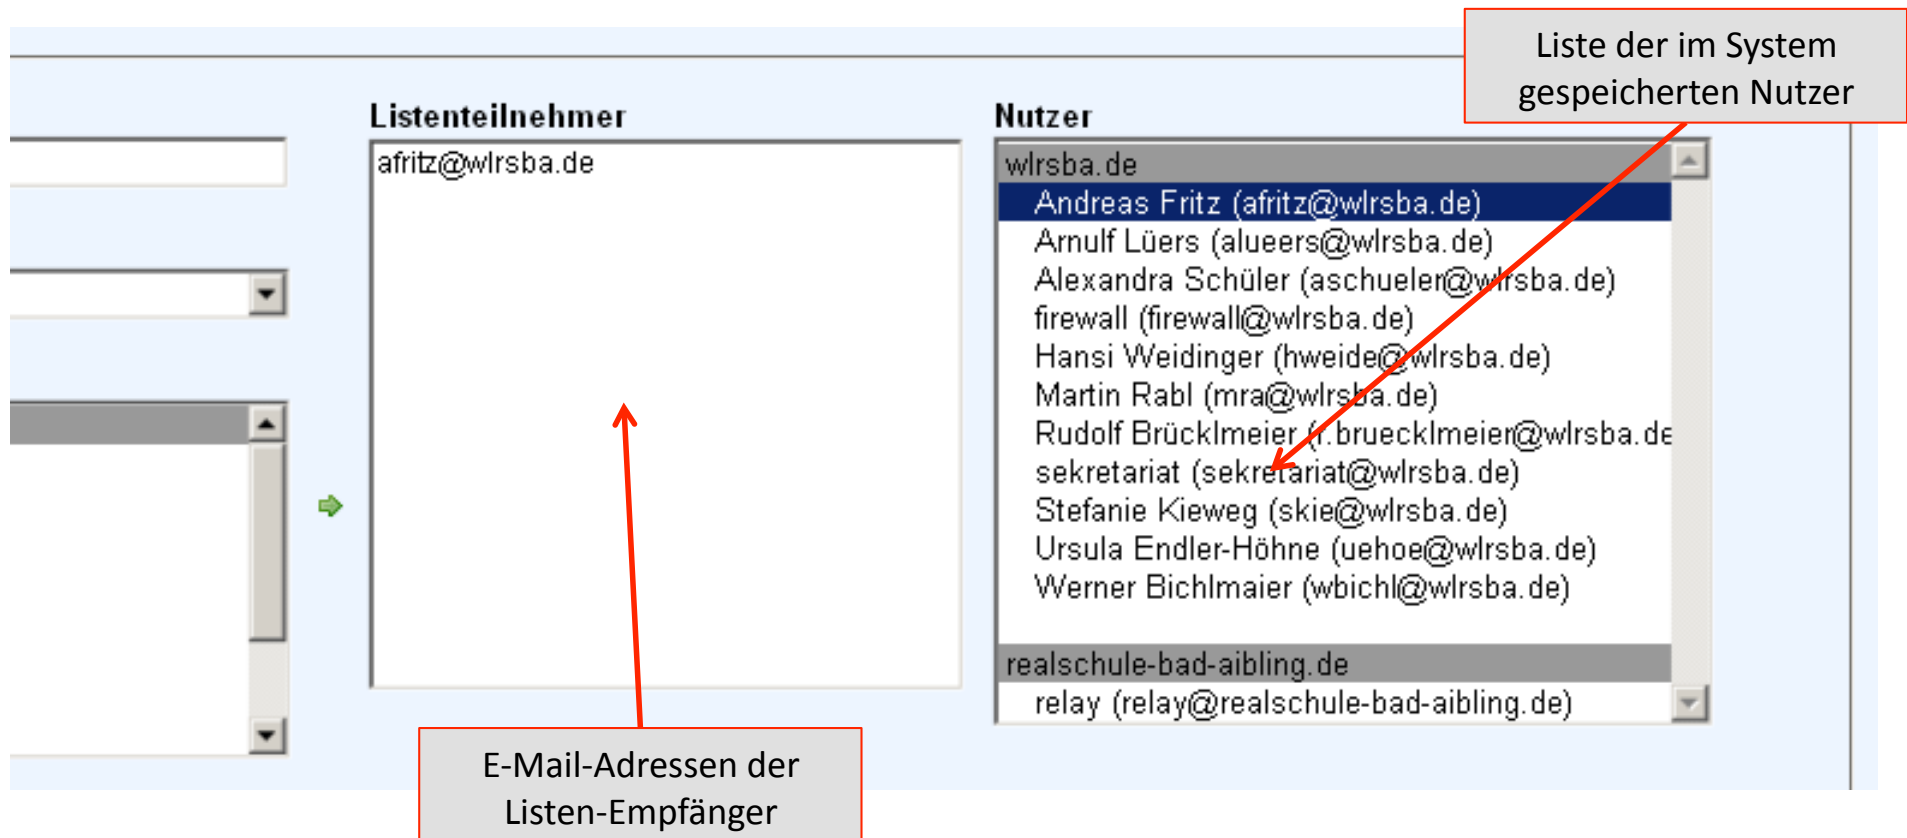 Liste der im System
gespeicherten Nutzer
Listenteilnehmer
afritz@wlrsba.de
Nutzer
wlrsba.de
Andreas Fritz (afritz@wlrsba.de)
Arnulf Lüers (alueers@wlrsba.de)
Alexandra Schüler (aschueler@wlrsba.de)
firewall (firewall@wlrsba.de)
Hansi Weidinger (hweide@wlrsba.de)
Martin Rabl (mra@wlrsba.de)
Rudolf Brücklmeier (r.bruecklmeier@wlrsba.de
sekretariat (sekretariat@wlrsba.de)
Stefanie Kieweg (skie@wlrsba.de)
Ursula Endler-Höhne (uehoe@wlrsba.de)
Werner Bichlmaier (wbichl@wlrsba.de)
realschule-bad-aibling.de
relay (relay@realschule-bad-aibling.de)
E-Mail-Adressen der
Listen-Empfänger